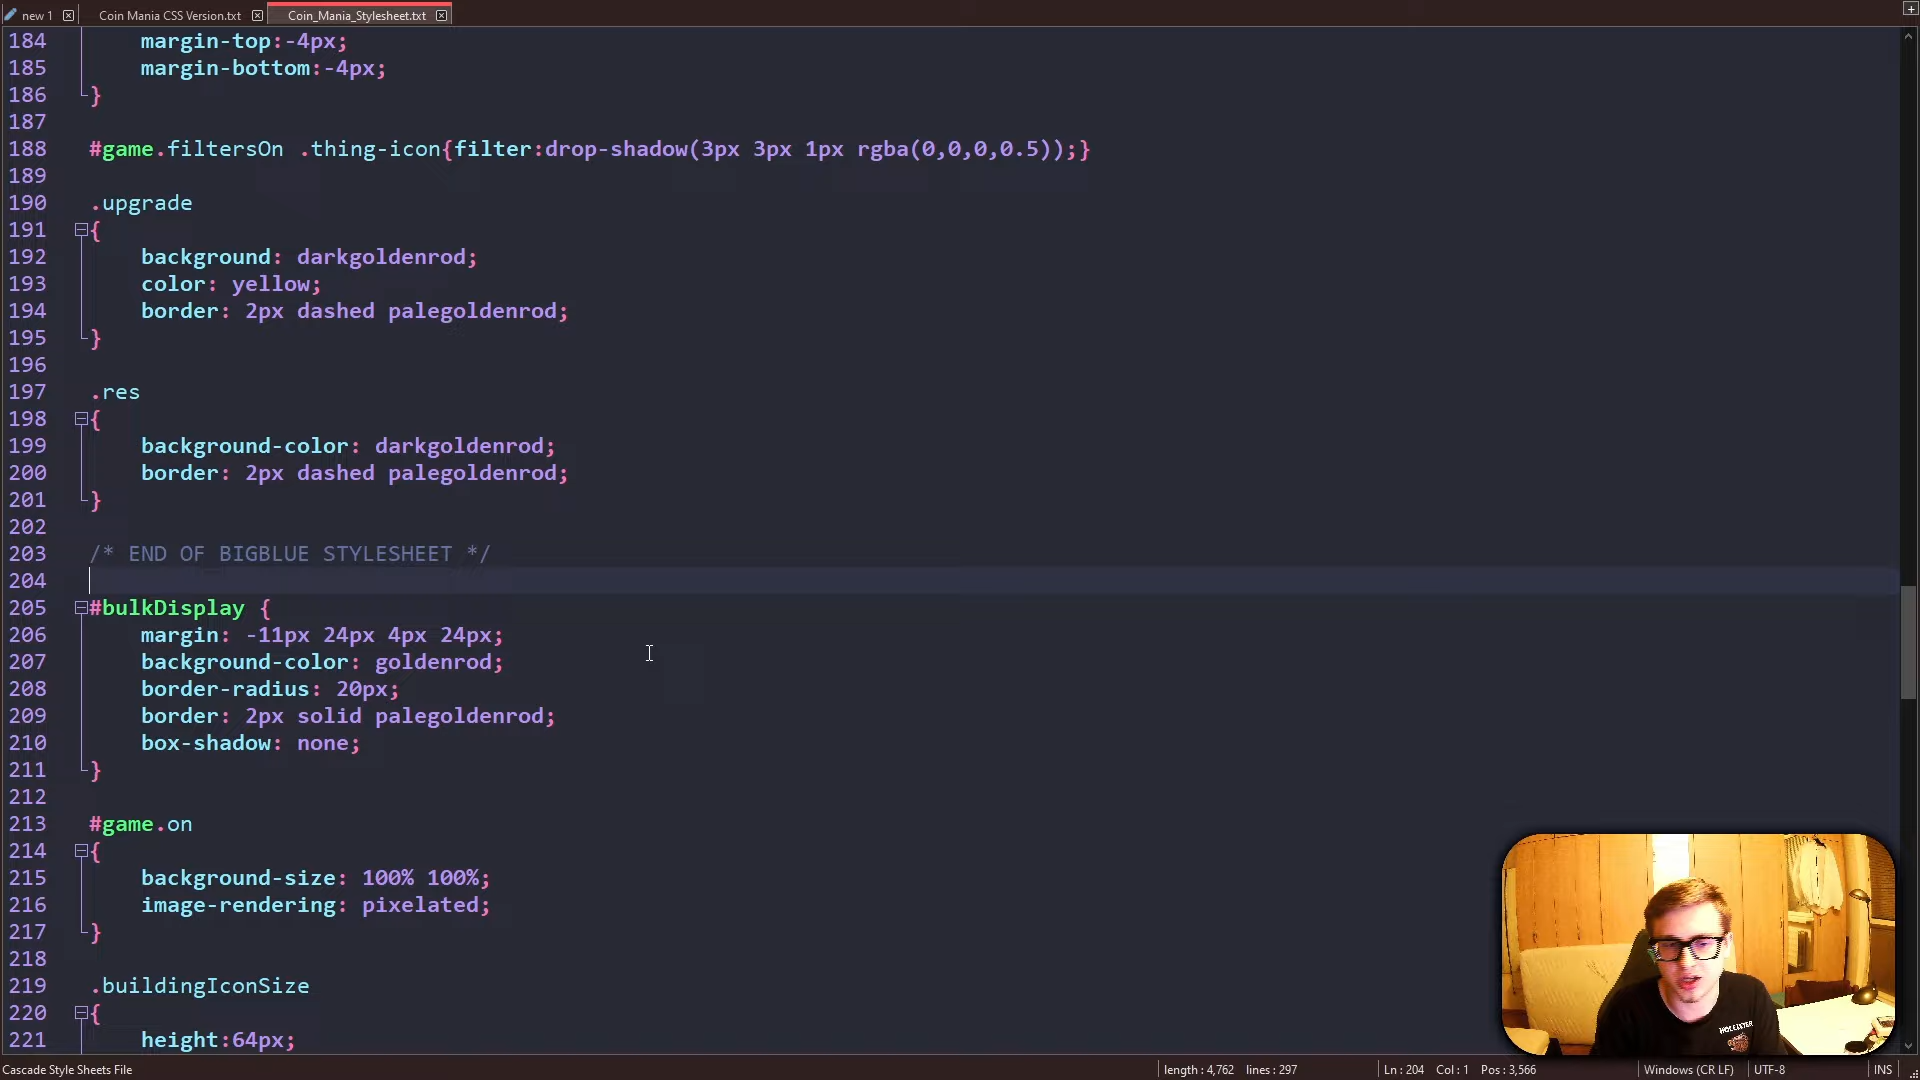 new 1
Coin Mania CSS Version.txt
Coin_Mania_Stylesheet.txt
184 margin-top:-4px;
185 margin-bottom:-4px;
186 }
187
188 #game.filtersOn .thing-icon{filter:drop-shadow(3px 3px 1px rgba(0,0,0,0.5));}
189
190 .upgrade
191 {
192 background: darkgoldenrod;
193 color: yellow;
194 border: 2px dashed palegoldenrod;
195 }
196
197 .res
198 {
199 background-color: darkgoldenrod;
200 border: 2px dashed palegoldenrod;
201 }
202
203 /* END OF BIGBLUE STYLESHEET */
204
205 #bulkDisplay {
206 margin: -11px 24px 4px 24px;
207 background-color: goldenrod;
208 border-radius: 20px;
209 border: 2px solid palegoldenrod;
210 box-shadow: none;
211 }
212
213 #game.on
214 {
215 background-size: 100% 100%;
216 image-rendering: pixelated;
217 }
218
219 .buildingIconSize
220 {
221 height:64px;
HOLLISTER
Cascade Style Sheets File
length : 4,762 lines : 297
Ln : 204 Col : 1 Pos : 3,566
Windows (CR LF)
UTF-8
INS